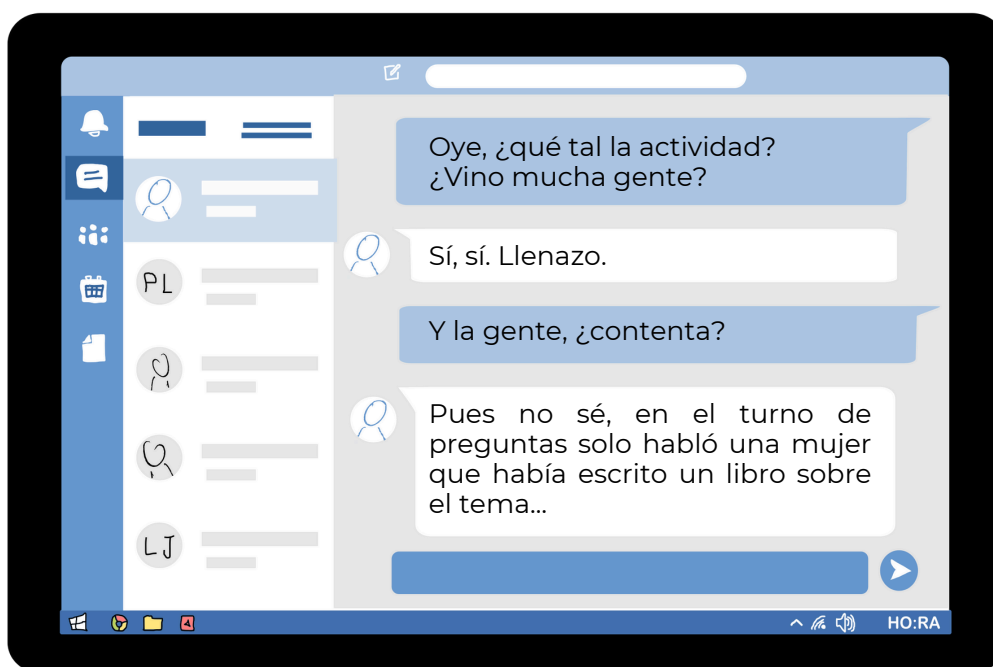 Oye, ¿qué tal la actividad?
¿Vino mucha gente?
Sí, sí. Llenazo.
Y la gente, ¿contenta?
PL
Pues no sé, en el turno de
preguntas solo habló una mujer
que había escrito un libro sobre
el tema...
LJ
HO:RA